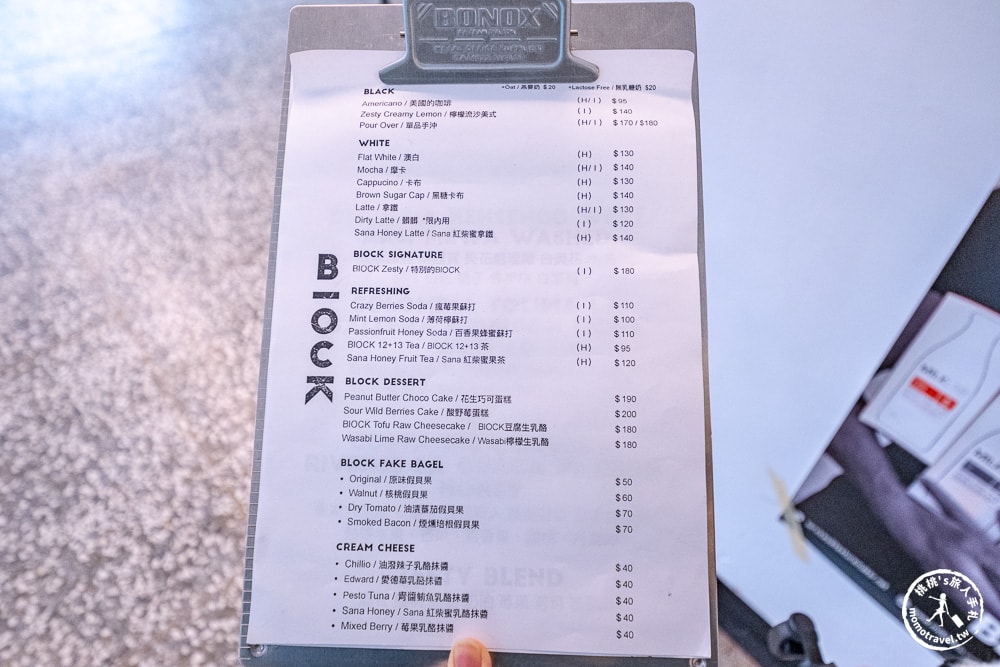 BONOX
+Oat / 燕麥奶 $20 +Lactose Free / 無乳糖奶 $20
BLACK
Americano / 美國的咖啡 (H/I) $95
Zesty Creamy Lemon / 檸檬流沙美式 (I) $140
Pour Over / 單品手沖 (H/I) $170 / $180
WHITE
Flat White / 澳白 (H) $130
Mocha / 摩卡 (H/I) $140
Cappucino / 卡布 (H) $130
Brown Sugar Cap / 黑糖卡布 (H) $140
Latte / 拿鐵 (H/I) $130
Dirty Latte / 髒髒 *限內用 (I) $120
Sana Honey Latte / Sana 紅柴蜜拿鐵 (H) $140
BIOCK SIGNATURE
BIOCK Zesty / 特別的BIOCK (I) $180
BIOCK
REFRESHING
Crazy Berries Soda / 瘋莓果蘇打 (I) $110
Mint Lemon Soda / 薄荷檸蘇打 (I) $100
Passionfruit Honey Soda / 百香果蜂蜜蘇打 (I) $110
BIOCK 12+13 Tea / BIOCK 12+13 茶 (H) $95
Sana Honey Fruit Tea / Sana 紅柴蜜果茶 (H) $120
BLOCK DESSERT
Peanut Butter Choco Cake / 花生巧可蛋糕 $190
Sour Wild Berries Cake / 酸野莓蛋糕 $200
BIOCK Tofu Raw Cheesecake / BIOCK豆腐生乳酪 $180
Wasabi Lime Raw Cheesecake / Wasabi檸檬生乳酪 $180
BLOCK FAKE BAGEL
• Original / 原味假貝果 $50
• Walnut / 核桃假貝果 $60
• Dry Tomato / 油漬蕃茄假貝果 $70
• Smoked Bacon / 煙燻培根假貝果 $70
CREAM CHEESE
• Chillio / 油潑辣子乳酪抹醬 $40
• Edward / 愛德華乳酪抹醬 $40
• Pesto Tuna / 青醬鮪魚乳酪抹醬 $40
• Sana Honey / Sana 紅柴蜜乳酪抹醬 $40
• Mixed Berry / 莓果乳酪抹醬 $40
桃桃's旅人手札
momotravel.tw